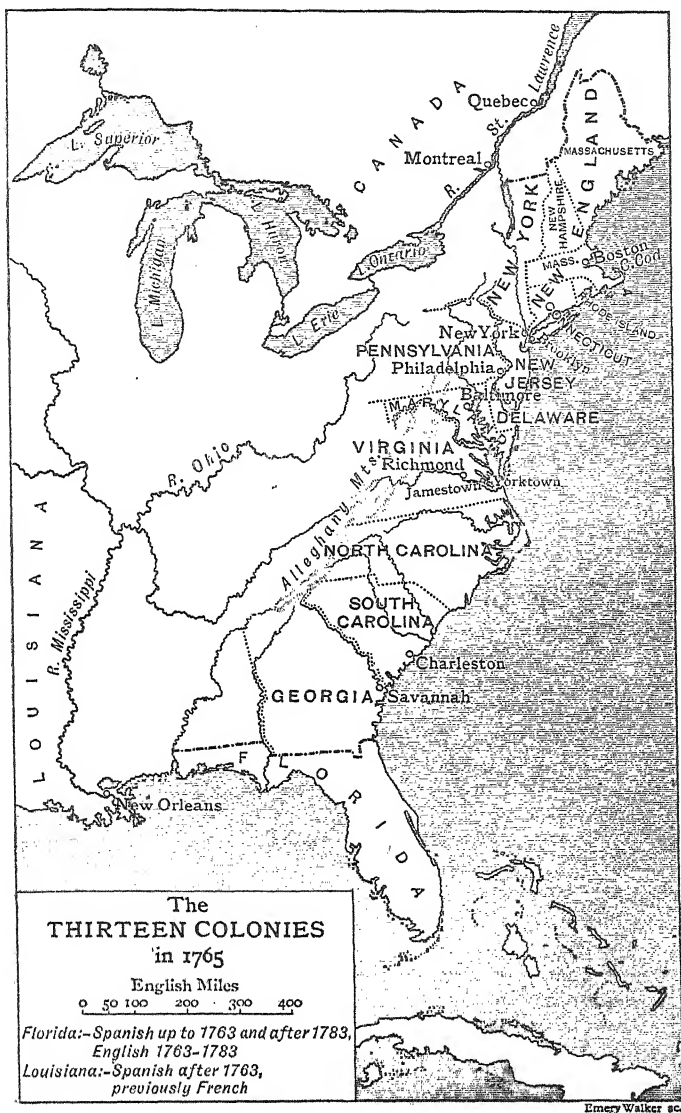 L. Superior
L. Michigan
L. Huron
L. Ontario
L. Erie
CANADA
R. St. Lawrence
Quebec
Montreal
NEW ENGLAND
MASSACHUSETTS
NEW YORK
NEW HAMPSHIRE
MASS.
Boston
C. Cod
RHODE ISLAND
CONNECTICUT
New York
Brooklyn
PENNSYLVANIA
Philadelphia
NEW JERSEY
Baltimore
MARYLAND
DELAWARE
VIRGINIA
Richmond
Jamestown
Yorktown
R. Ohio
Alleghany Mts.
NORTH CAROLINA
SOUTH CAROLINA
Charleston
GEORGIA
Savannah
LOUISIANA
R. Mississippi
New Orleans
FLORIDA
The
THIRTEEN COLONIES
in 1765
English Miles
0 50 100 200 300 400
Florida:-Spanish up to 1763 and after 1783,
English 1763-1783
Louisiana:-Spanish after 1763,
previously French
Emery Walker sc.